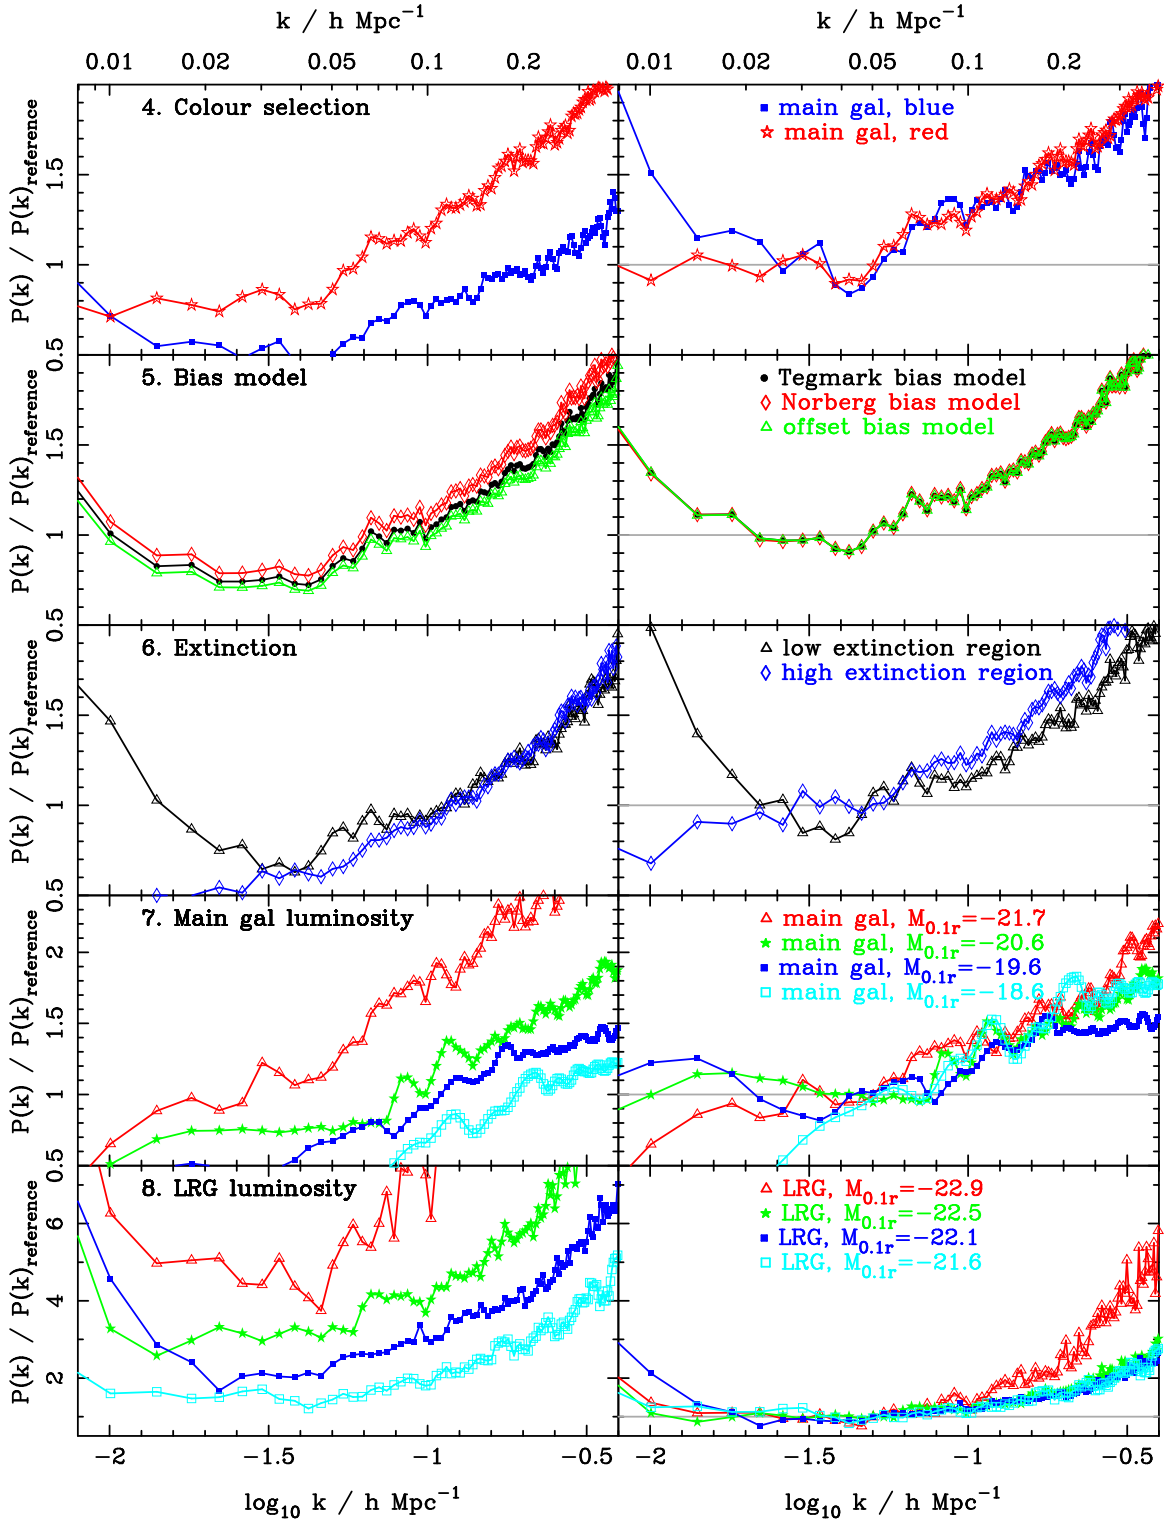 k / h Mpc⁻¹ k / h Mpc⁻¹
0.01 0.02 0.05 0.1 0.2 0.01 0.02 0.05 0.1 0.2
4. Colour selection
main gal, blue
main gal, red
P(k) / P(k)reference
1.5
1
0.5
5. Bias model
Tegmark bias model
Norberg bias model
offset bias model
P(k) / P(k)reference
1.5
1
0.5
6. Extinction
low extinction region
high extinction region
P(k) / P(k)reference
1.5
1
0.5
7. Main gal luminosity
main gal, M0.1r=−21.7
main gal, M0.1r=−20.6
main gal, M0.1r=−19.6
main gal, M0.1r=−18.6
P(k) / P(k)reference
2
1.5
1
0.5
8. LRG luminosity
LRG, M0.1r=−22.9
LRG, M0.1r=−22.5
LRG, M0.1r=−22.1
LRG, M0.1r=−21.6
P(k) / P(k)reference
6
4
2
−2 −1.5 −1 −0.5 −2 −1.5 −1 −0.5
log10 k / h Mpc⁻¹ log10 k / h Mpc⁻¹